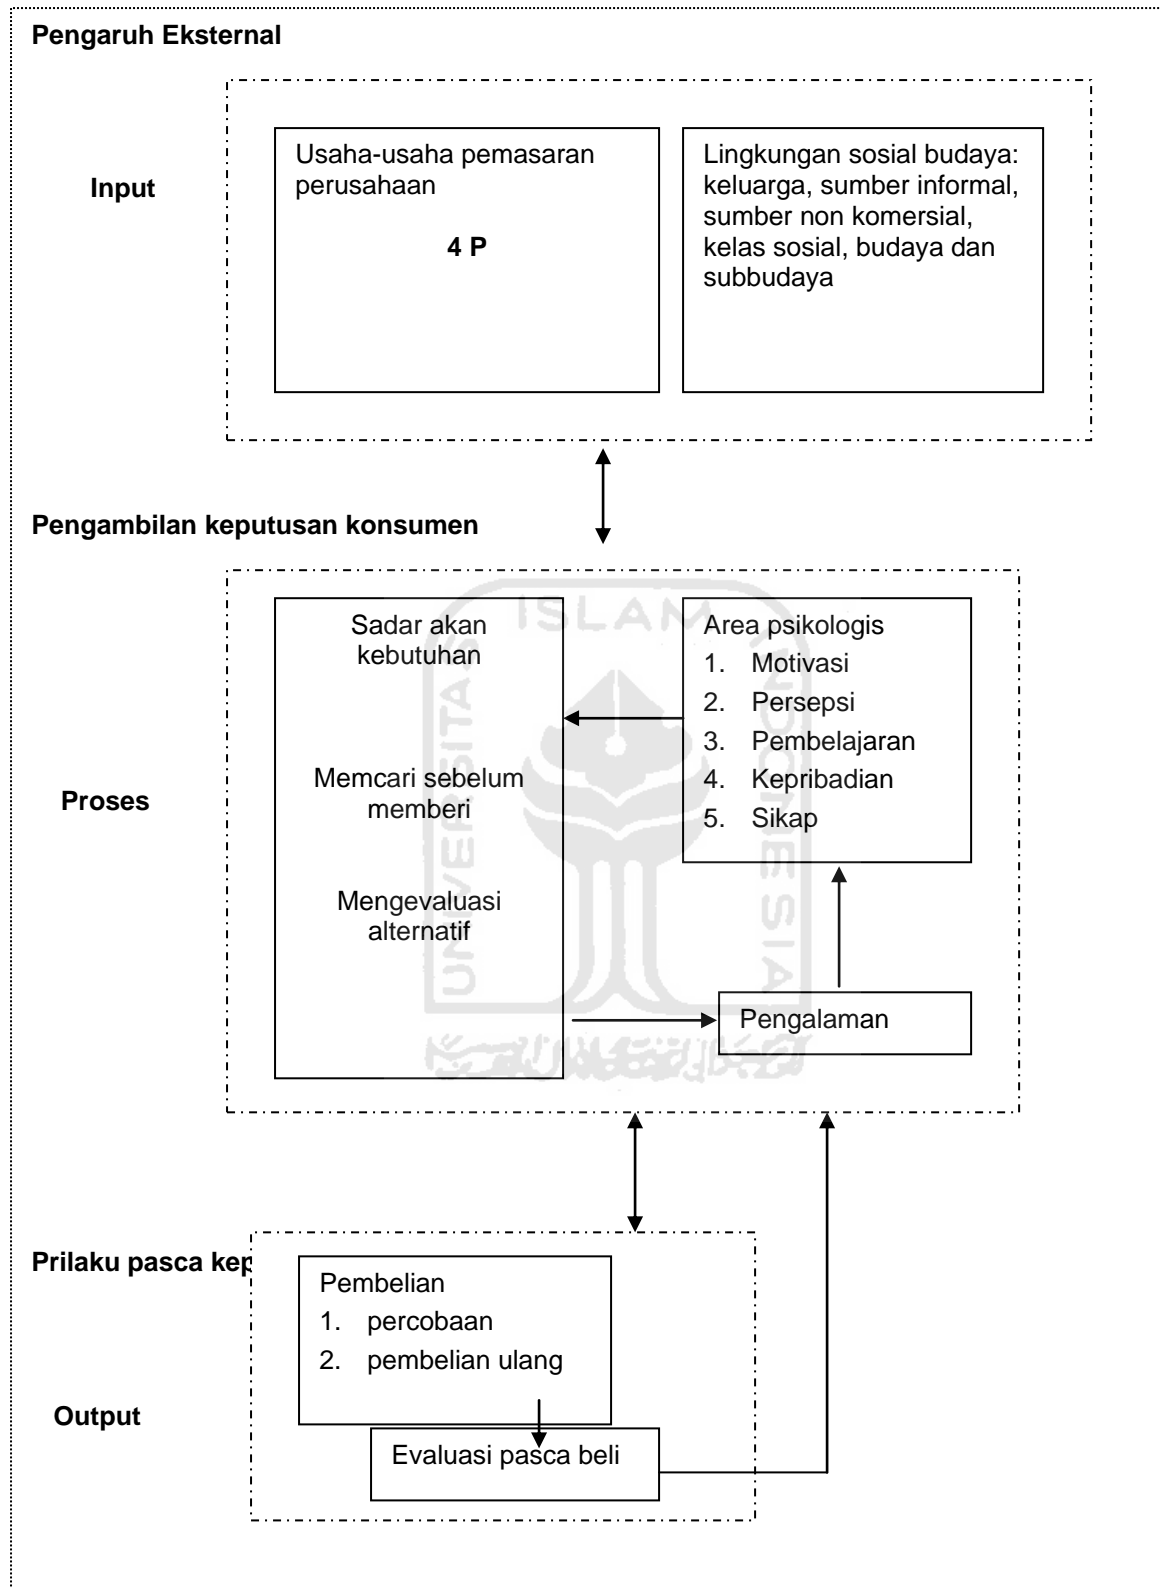 Pengaruh Eksternal
Input
Usaha-usaha pemasaran
perusahaan
4 P
Lingkungan sosial budaya:
keluarga, sumber informal,
sumber non komersial,
kelas sosial, budaya dan
subbudaya
Pengambilan keputusan konsumen
Proses
Sadar akan
kebutuhan
Memcari sebelum
memberi
Mengevaluasi
alternatif
Area psikologis
1. Motivasi
2. Persepsi
3. Pembelajaran
4. Kepribadian
5. Sikap
Pengalaman
UNIVERSITAS
ISLAM
INDONESIA
Prilaku pasca kep
Output
Pembelian
1. percobaan
2. pembelian ulang
Evaluasi pasca beli